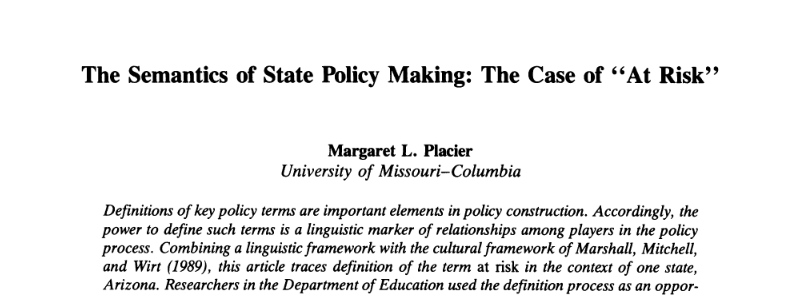 The Semantics of State Policy Making: The Case of “At Risk”
Margaret L. Placier
University of Missouri–Columbia
Definitions of key policy terms are important elements in policy construction. Accordingly, the
power to define such terms is a linguistic marker of relationships among players in the policy
process. Combining a linguistic framework with the cultural framework of Marshall, Mitchell,
and Wirt (1989), this article traces definition of the term at risk in the context of one state,
Arizona. Researchers in the Department of Education used the definition process as an oppor-